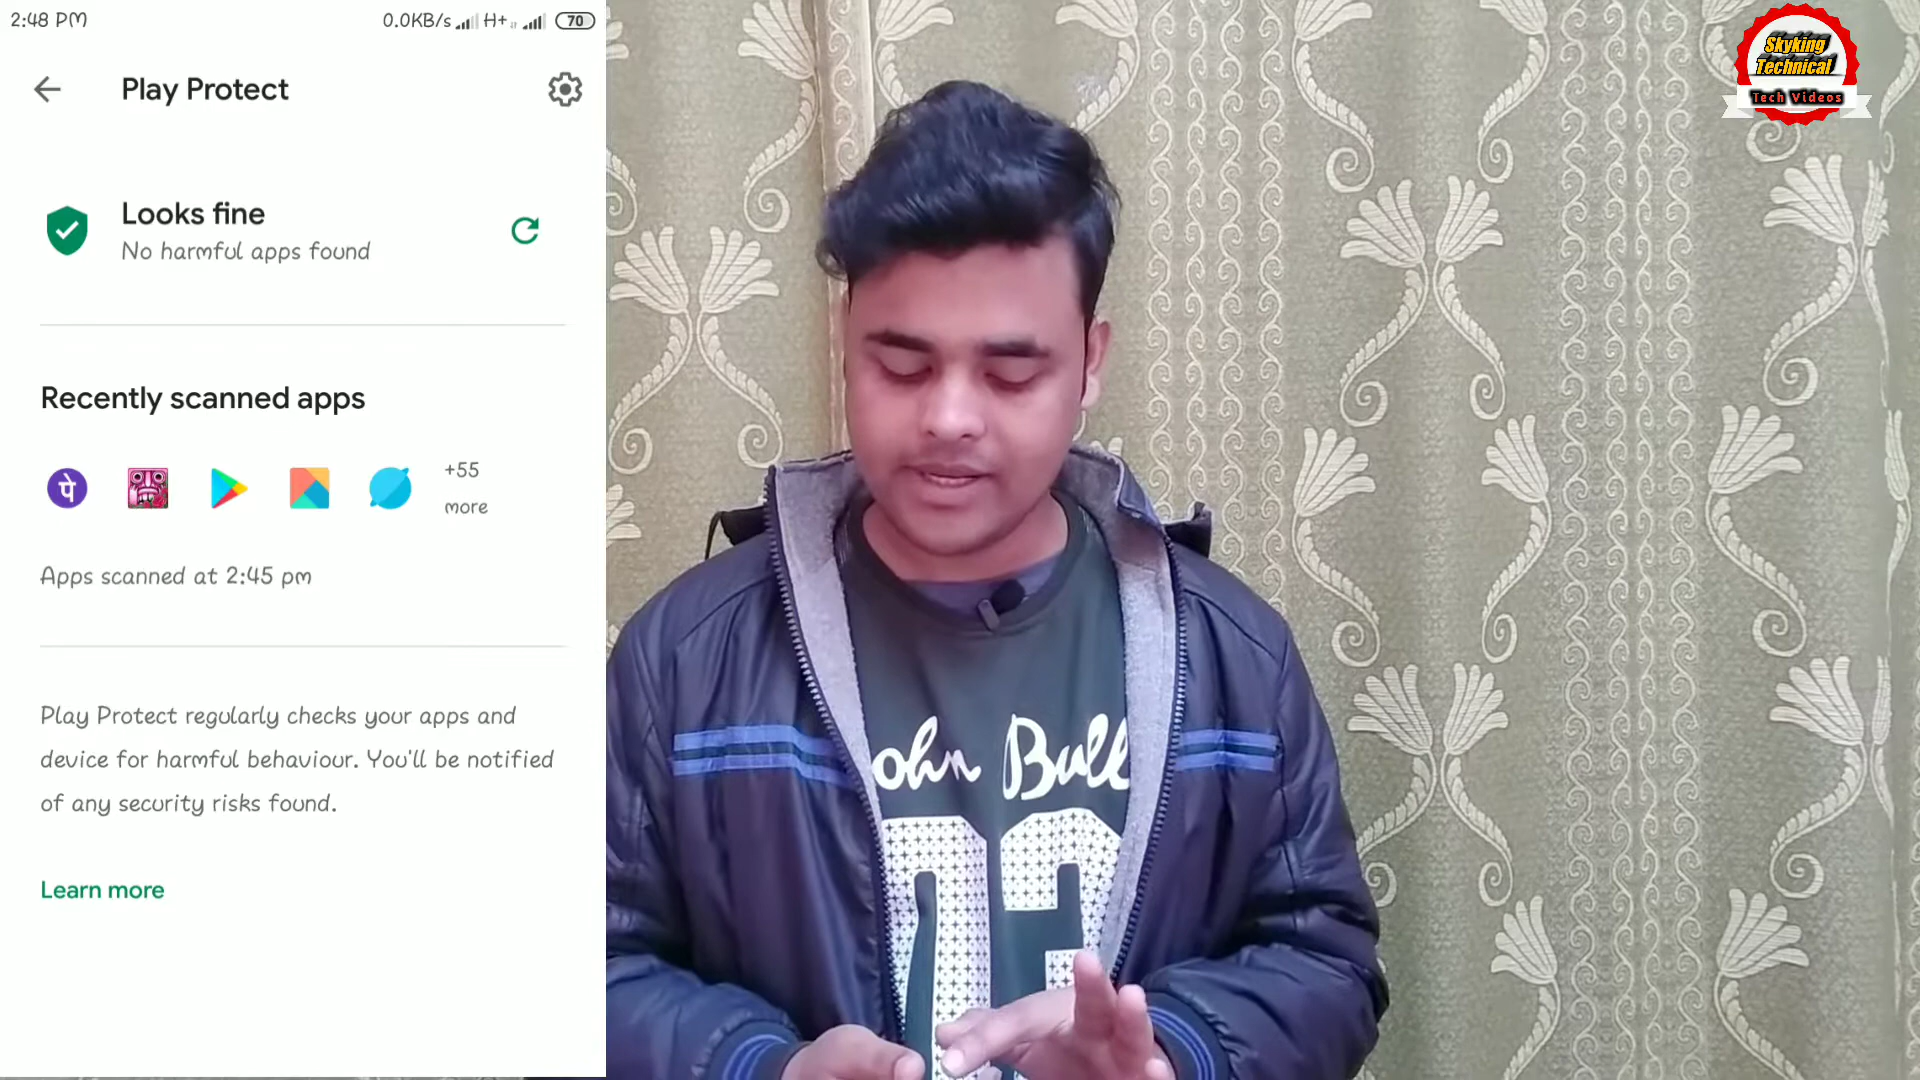 2:48 PM
0.0KB/s H+ 70
Play Protect
Looks fine
No harmful apps found
Recently scanned apps
पे
+55
more
Apps scanned at 2:45 pm
Play Protect regularly checks your apps and
device for harmful behaviour. You'll be notified
of any security risks found.
Learn more
Skyking
Technical
Tech Videos
ohn Bull
03